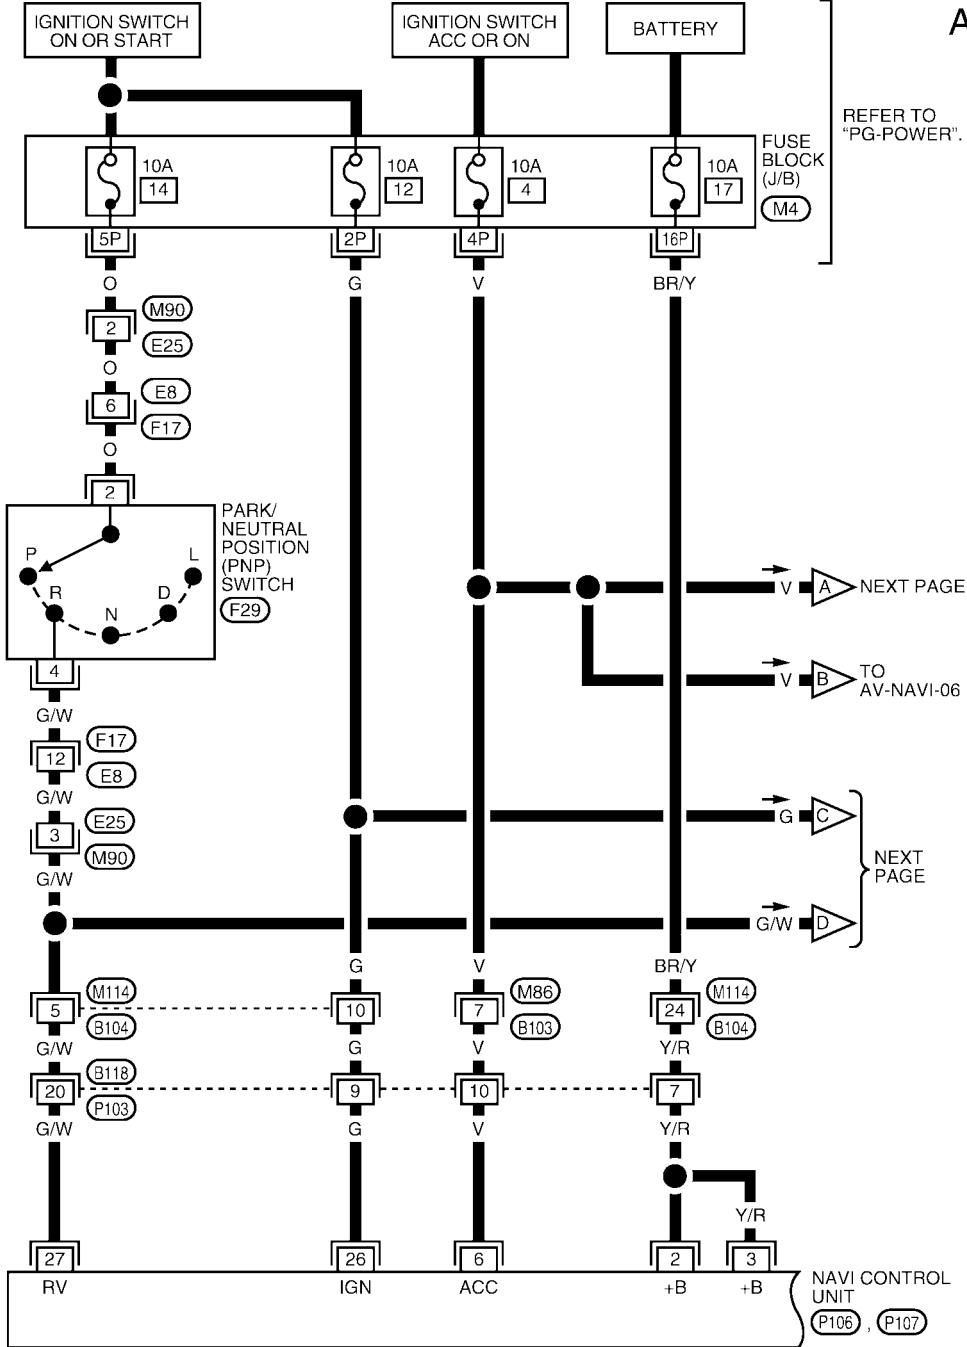 IGNITION SWITCH
ON OR START
IGNITION SWITCH
ACC OR ON
BATTERY
A
REFER TO
“PG-POWER”.
FUSE
BLOCK
(J/B)
M4
10A
14
10A
12
10A
4
10A
17
5P
2P
4P
16P
O
G
V
BR/Y
M90
2
E25
O
E8
6
F17
O
2
PARK/
NEUTRAL
POSITION
(PNP)
SWITCH
F29
P
R
N
D
L
4
G/W
F17
12
E8
G/W
E25
3
M90
G/W
V
A
NEXT PAGE
V
B
TO
AV-NAVI-06
G
C
NEXT
PAGE
G/W
D
G
V
BR/Y
M114
5
B104
10
M86
7
B103
24
M114
B104
G/W
G
V
Y/R
B118
20
P103
9
10
7
G/W
G
V
Y/R
Y/R
27
26
6
2
3
RV
IGN
ACC
+B
+B
NAVI CONTROL
UNIT
P106 , P107